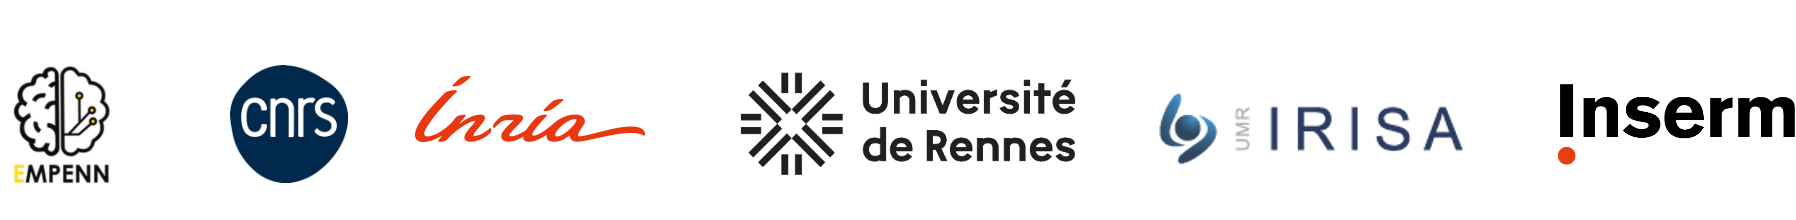 EMPENN
cnrs
Inria
Université
de Rennes
UMR
IRISA
Inserm